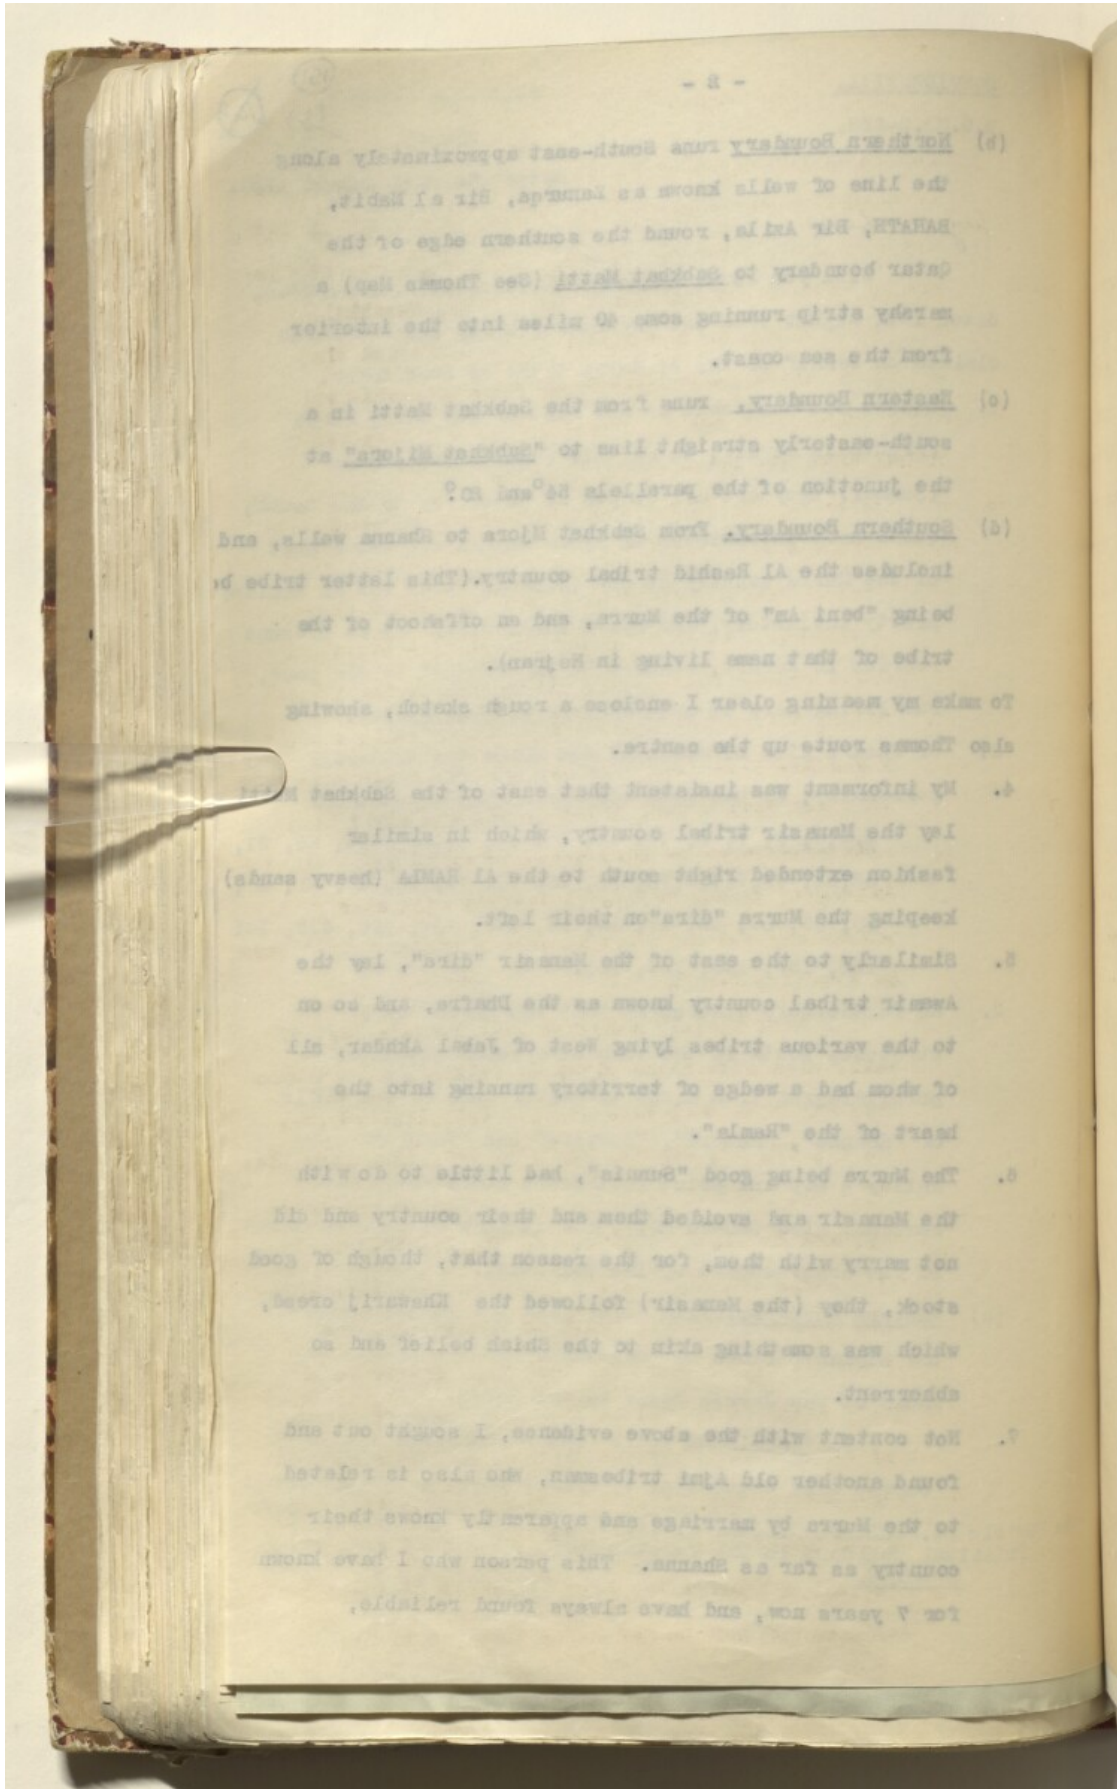 - 2 -
(b) Northern Boundary runs South-east approximately along
the line of wells known as Zanuqa, Bir el Nabit,
BAHATH, Bir Azila, round the southern edge of the
Qatar boundary to Sabkhat Matti (See Thomas Map) a
marshy strip running some 40 miles into the interior
from the sea coast.
(c) Eastern Boundary, runs from the Sabkhat Matti in a
south-easterly straight line to "Sabkhat Mijora" at
the junction of the parallels and
(d) Southern Boundary. From Sabkhat Mjora to Shanna wells, and
includes the Al Rashid tribal country.(This latter tribe be
being "beni Am" of the Murra, and an offshoot of the
tribe of that name living in Nejran).
To make my meaning clear I enclose a rough sketch, showing
also Thomas route up the centre.
4. My informant was insistent that east of the Sabkhat Matti
lay the Manasir tribal country, which in similar
fashion extended right south to the Al RAMLA (heavy sands)
keeping the Murra "dira"on their left.
5. Similarly to the east of the Manasir "dira", lay the
Awamir tribal country known as the Dhafra, and so on
to the various tribes lying West of Jabal Akhdar, all
of whom had a wedge of territory running into the
heart of the "Ramla".
6. The Murra being good "Sunnis", had little to do with
the Manasir and avoided them and their country and did
not marry with them, for the reason that, though of good
stock, they (the Manasir) followed the Khawarij creed,
which was something akin to the Shiah belief and so
abhorrent.
7. Not content with the above evidence, I sought out and
found another old Ajmi tribesman, who also is related
to the Murra by marriage and apparently knows their
country as far as Shanna. This person who I have known
for 7 years now, and have always found reliable,